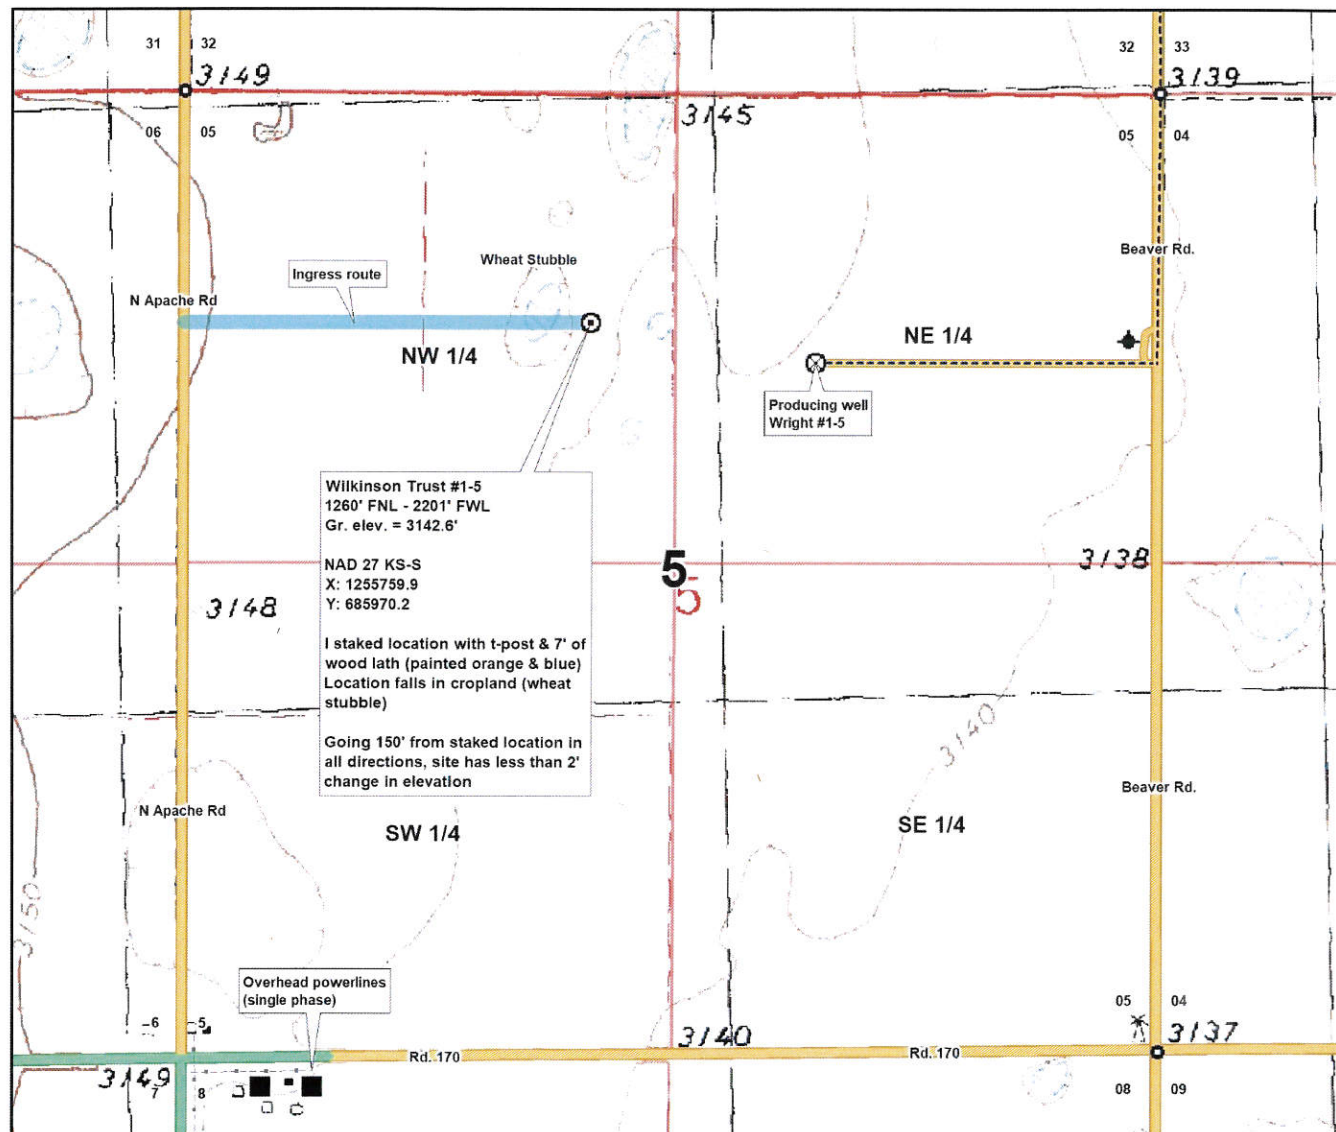 31 32
32 33
3149
3139
3145
06 05
05 04
Beaver Rd.
Wheat Stubble
Ingress route
N Apache Rd
NW 1/4
NE 1/4
Producing well
Wright #1-5
Wilkinson Trust #1-5
1260' FNL - 2201' FWL
Gr. elev. = 3142.6'
NAD 27 KS-S
X: 1255759.9
Y: 685970.2
I staked location with t-post & 7' of
wood lath (painted orange & blue)
Location falls in cropland (wheat
stubble)
Going 150' from staked location in
all directions, site has less than 2'
change in elevation
5
5
3138
3148
3140
Beaver Rd.
N Apache Rd
SW 1/4
SE 1/4
3150
Overhead powerlines
(single phase)
6 5
05 04
3140
3137
Rd. 170
Rd. 170
3149
7 8
08 09